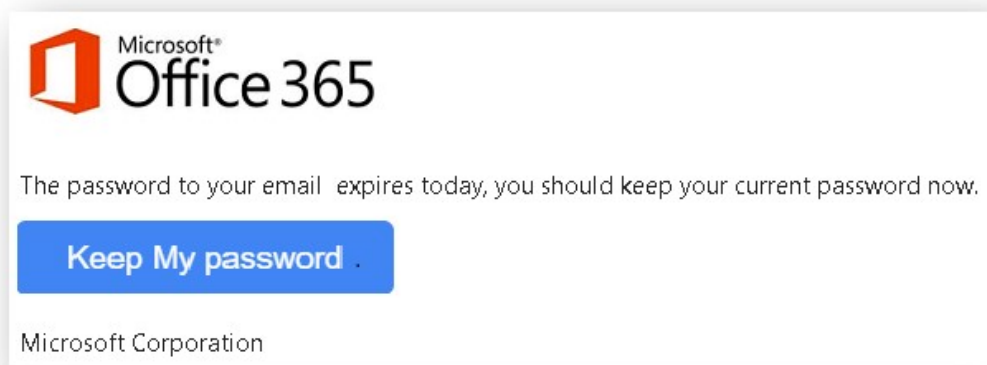 Microsoft®
Office 365
The password to your email  expires today, you should keep your current password now.
Keep My password .
Microsoft Corporation